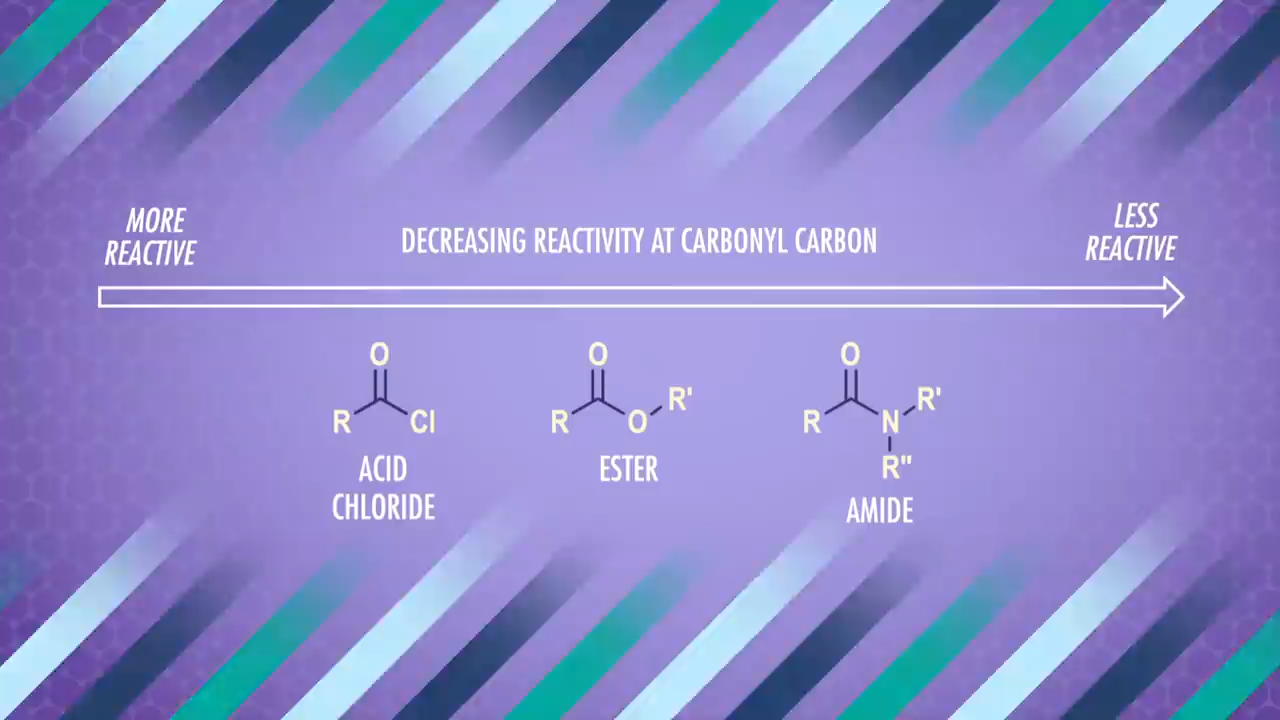 MORE
REACTIVE
DECREASING REACTIVITY AT CARBONYL CARBON
LESS
REACTIVE
O
R
Cl
ACID
CHLORIDE
O
R
O
R'
ESTER
O
R
N
R'
R"
AMIDE